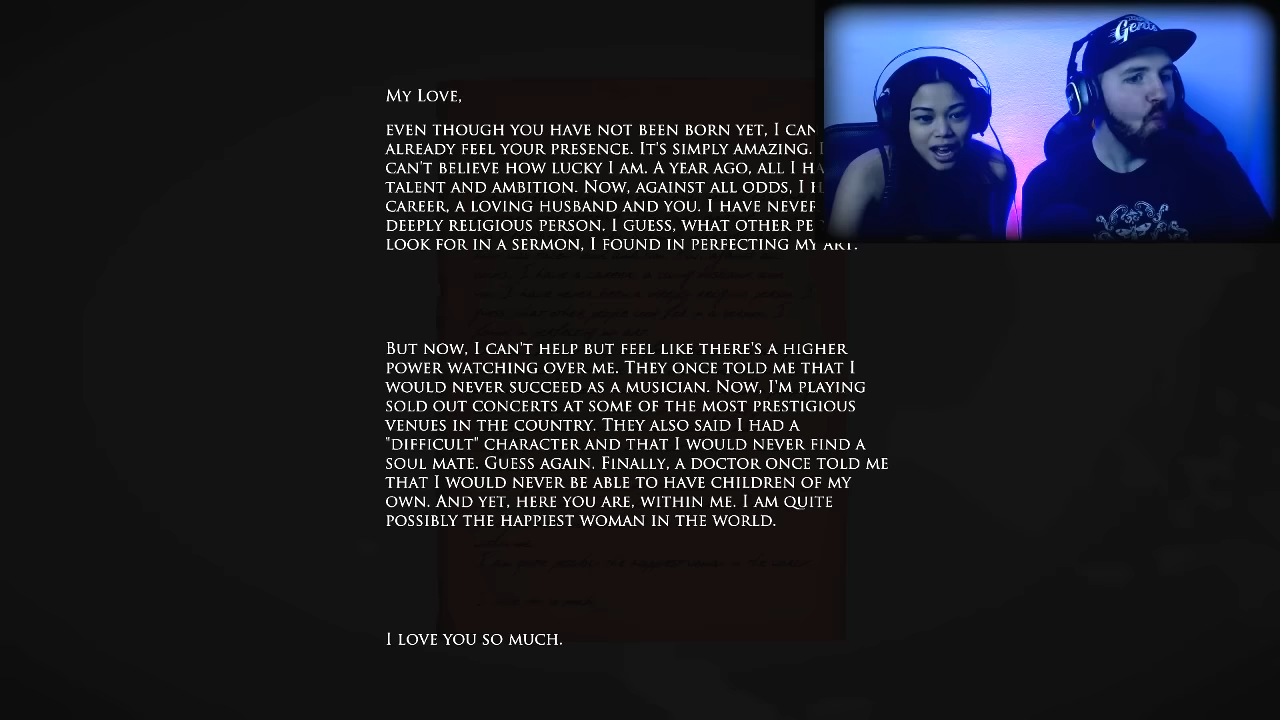 MY LOVE,
EVEN THOUGH YOU HAVE NOT BEEN BORN YET, I CAN
ALREADY FEEL YOUR PRESENCE. IT'S SIMPLY AMAZING.
CAN'T BELIEVE HOW LUCKY I AM. A YEAR AGO, ALL I
TALENT AND AMBITION. NOW, AGAINST ALL ODDS, I
CAREER, A LOVING HUSBAND AND YOU. I HAVE NEVER
DEEPLY RELIGIOUS PERSON. I GUESS, WHAT OTHER
LOOK FOR IN A SERMON, I FOUND IN PERFECTING MY ART.
BUT NOW, I CAN'T HELP BUT FEEL LIKE THERE'S A HIGHER
POWER WATCHING OVER ME. THEY ONCE TOLD ME THAT I
WOULD NEVER SUCCEED AS A MUSICIAN. NOW, I'M PLAYING
SOLD OUT CONCERTS AT SOME OF THE MOST PRESTIGIOUS
VENUES IN THE COUNTRY. THEY ALSO SAID I HAD A
"DIFFICULT" CHARACTER AND THAT I WOULD NEVER FIND A
SOUL MATE. GUESS AGAIN. FINALLY, A DOCTOR ONCE TOLD ME
THAT I WOULD NEVER BE ABLE TO HAVE CHILDREN OF MY
OWN. AND YET, HERE YOU ARE, WITHIN ME. I AM QUITE
POSSIBLY THE HAPPIEST WOMAN IN THE WORLD.
I LOVE YOU SO MUCH.